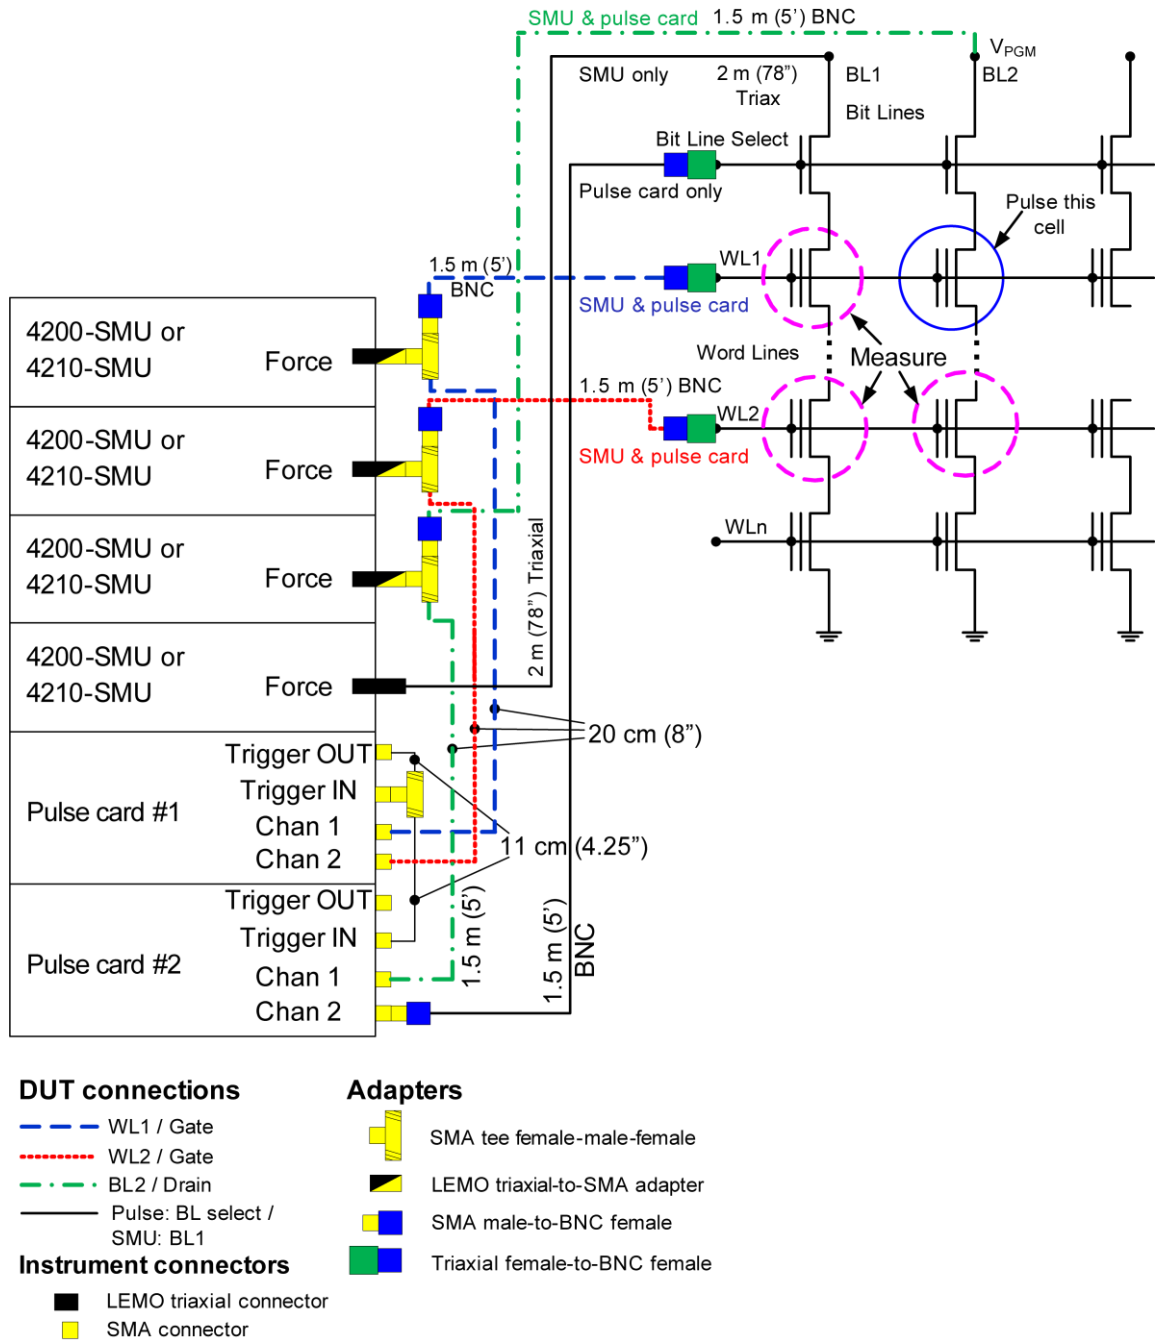 SMU & pulse card 1.5 m (5') BNC
VPGM
SMU only
2 m (78")
Triax
BL1
BL2
Bit Lines
Bit Line Select
Pulse card only
Pulse this
cell
1.5 m (5')
BNC
WL1
SMU & pulse card
4200-SMU or
4210-SMU
Force
Word Lines
Measure
1.5 m (5') BNC
WL2
SMU & pulse card
4200-SMU or
4210-SMU
Force
4200-SMU or
4210-SMU
Force
WLn
2 m (78") Triaxial
4200-SMU or
4210-SMU
Force
20 cm (8")
Pulse card #1
Trigger OUT
Trigger IN
Chan 1
Chan 2
11 cm (4.25")
Pulse card #2
Trigger OUT
Trigger IN
Chan 1
Chan 2
1.5 m (5')
1.5 m (5')
BNC
DUT connections
WL1 / Gate
WL2 / Gate
BL2 / Drain
Pulse: BL select /
SMU: BL1
Instrument connectors
LEMO triaxial connector
SMA connector
Adapters
SMA tee female-male-female
LEMO triaxial-to-SMA adapter
SMA male-to-BNC female
Triaxial female-to-BNC female